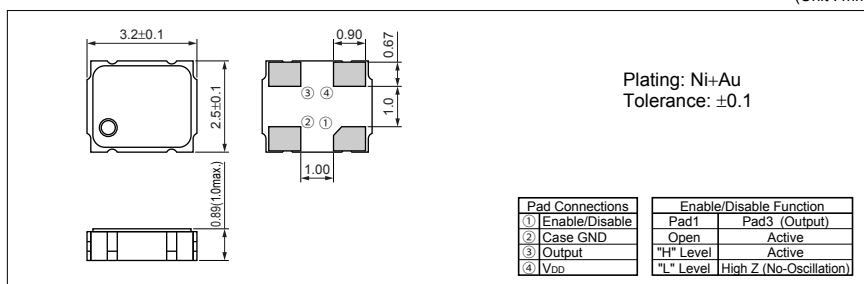 3.2±0.1
0.90
0.67
2.5±0.1
③ ④
② ①
1.0
1.00
0.89(1.0max.)
Plating: Ni+Au
Tolerance: ±0.1
Pad Connections
① Enable/Disable
② Case GND
③ Output
④ VDD
Enable/Disable Function
Pad1 Pad3 (Output)
Open Active
"H" Level Active
"L" Level High Z (No-Oscillation)